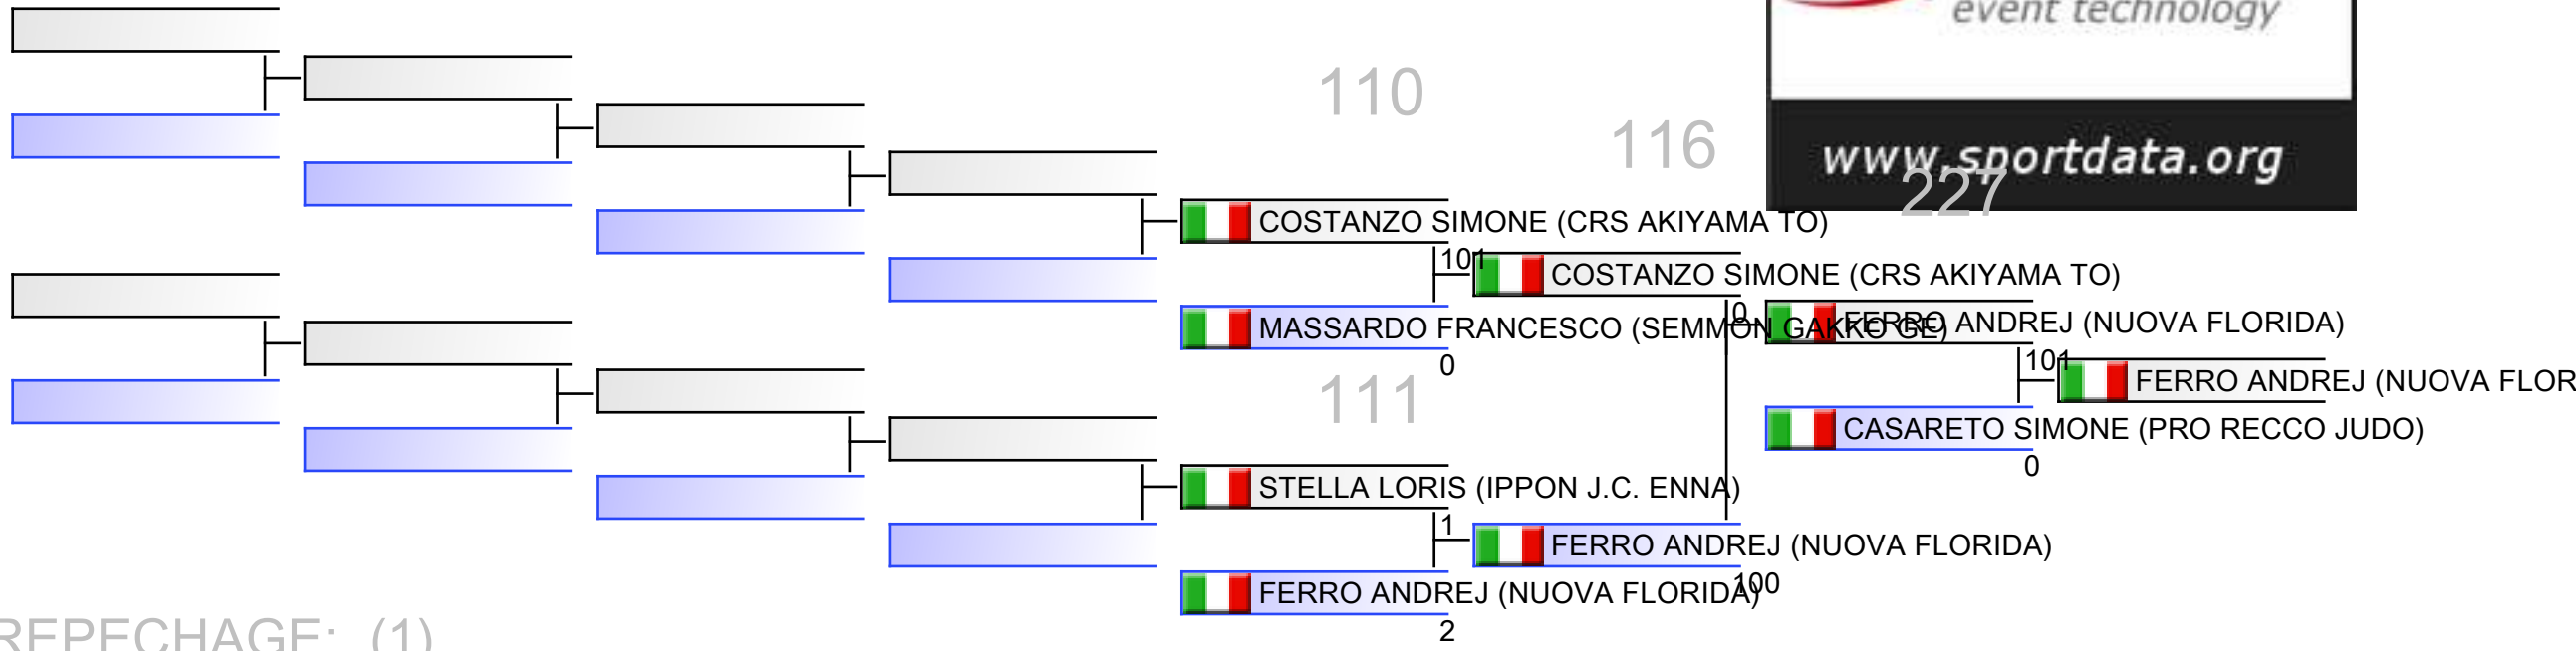 event technology
110
116
www.sportdata.org
227
COSTANZO SIMONE (CRS AKIYAMA TO)
101
COSTANZO SIMONE (CRS AKIYAMA TO)
MASSARDO FRANCESCO (SEMMON GAKKO GE)
0
0
FERRO ANDREJ (NUOVA FLORIDA)
101
FERRO ANDREJ (NUOVA FLOR
111
CASARETO SIMONE (PRO RECCO JUDO)
0
STELLA LORIS (IPPON J.C. ENNA)
1
FERRO ANDREJ (NUOVA FLORIDA)
100
FERRO ANDREJ (NUOVA FLORIDA)
2
REPECHAGE: (1)